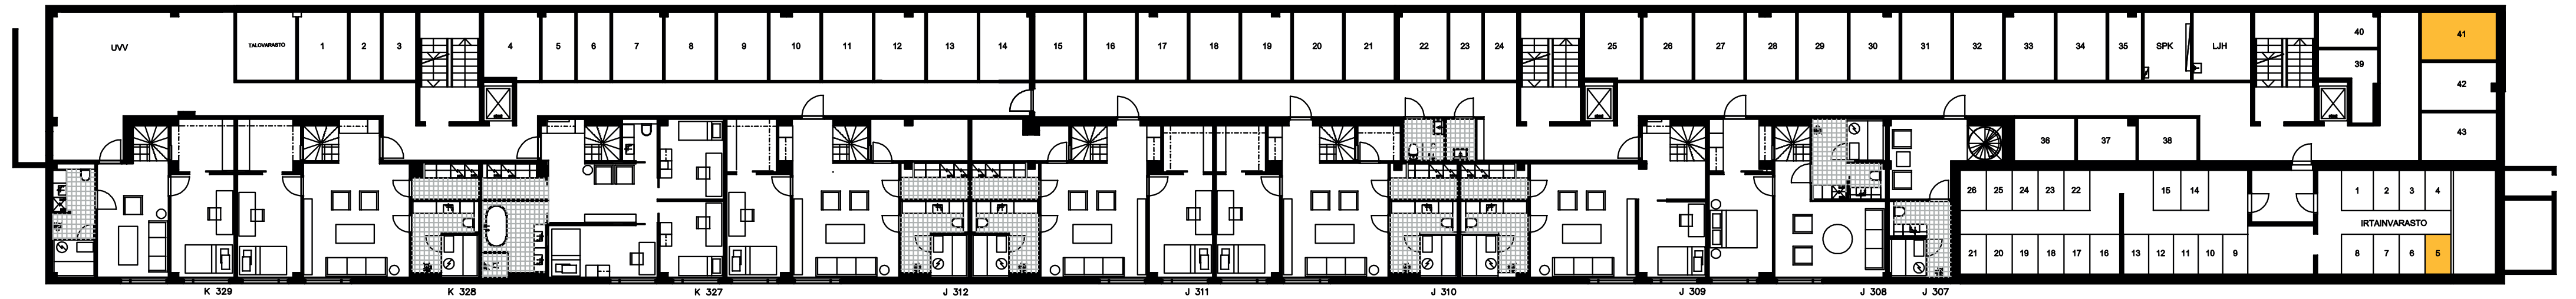 UVV TALOVARASTO 1 2 3 4 5 6 7 8 9 10 11 12 13 14 15 16 17 18 19 20 21 22 23 24 25 26 27 28 29 30 31 32 33 34 35 SPK LJH 40 41
39
42
36 37 38 43
26 25 24 23 22 15 14 1 2 3 4
IRTAINVARASTO
21 20 19 18 17 16 13 12 11 10 9 8 7 6 5
K 329 K 328 K 327 J 312 J 311 J 310 J 309 J 308 J 307